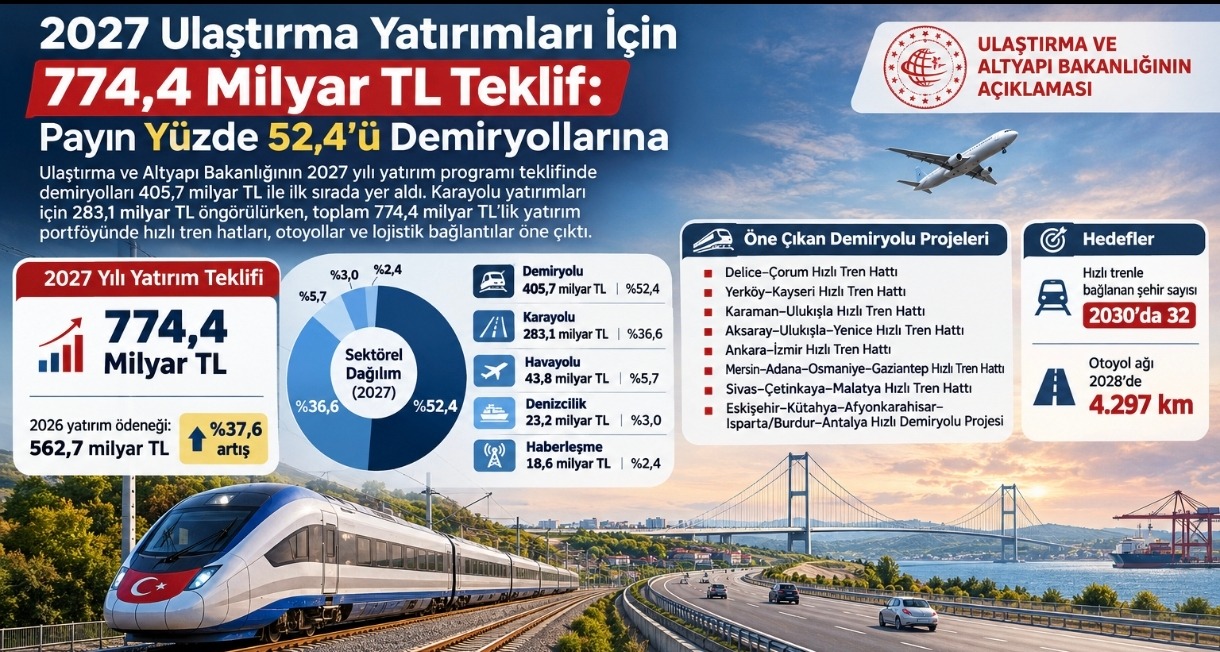 2027 Ulaştırma Yatırımları İçin
774,4 Milyar TL Teklif:
Payın Yüzde 52,4’ü Demiryollarına
Ulaştırma ve Altyapı Bakanlığının 2027 yılı yatırım programı teklifinde
demiryolları 405,7 milyar TL ile ilk sırada yer aldı. Karayolu yatırımları
için 283,1 milyar TL öngörülürken, toplam 774,4 milyar TL’lik yatırım
portföyünde hızlı tren hatları, otoyollar ve lojistik bağlantılar öne çıktı.
ULAŞTIRMA VE
ALTYAPI BAKANLIĞININ
AÇIKLAMASI
2027 Yılı Yatırım Teklifi
774,4
Milyar TL
2026 yatırım ödeneği:
562,7 milyar TL
%37,6
artış
Sektörel
Dağılım
(2027)
%2,4
%3,0
%5,7
%36,6
%52,4
Demiryolu
405,7 milyar TL | %52,4
Karayolu
283,1 milyar TL | %36,6
Havayolu
43,8 milyar TL | %5,7
Denizcilik
23,2 milyar TL | %3,0
Haberleşme
18,6 milyar TL | %2,4
Öne Çıkan Demiryolu Projeleri
Delice–Çorum Hızlı Tren Hattı
Yerköy–Kayseri Hızlı Tren Hattı
Karaman–Ulukışla Hızlı Tren Hattı
Aksaray–Ulukışla–Yenice Hızlı Tren Hattı
Ankara–İzmir Hızlı Tren Hattı
Mersin–Adana–Osmaniye–Gaziantep Hızlı Tren Hattı
Sivas–Çetinkaya–Malatya Hızlı Tren Hattı
Eskişehir–Kütahya–Afyonkarahisar–
Isparta/Burdur–Antalya Hızlı Demiryolu Projesi
Hedefler
Hızlı trenle
bağlanan şehir sayısı
2030’da 32
Otoyol ağı
2028’de
4.297 km